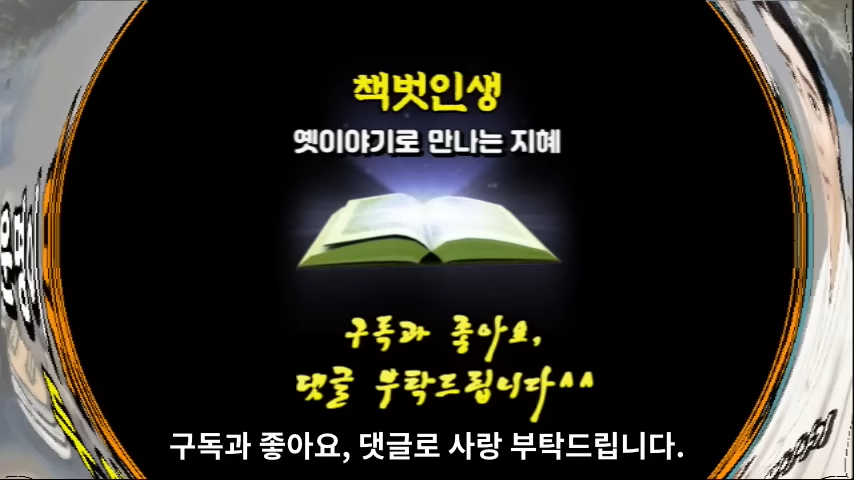 책벗인생
옛이야기로 만나는 지혜
구독과 좋아요,
댓글 부탁드립니다^^
구독과 좋아요, 댓글로 사랑 부탁드립니다.